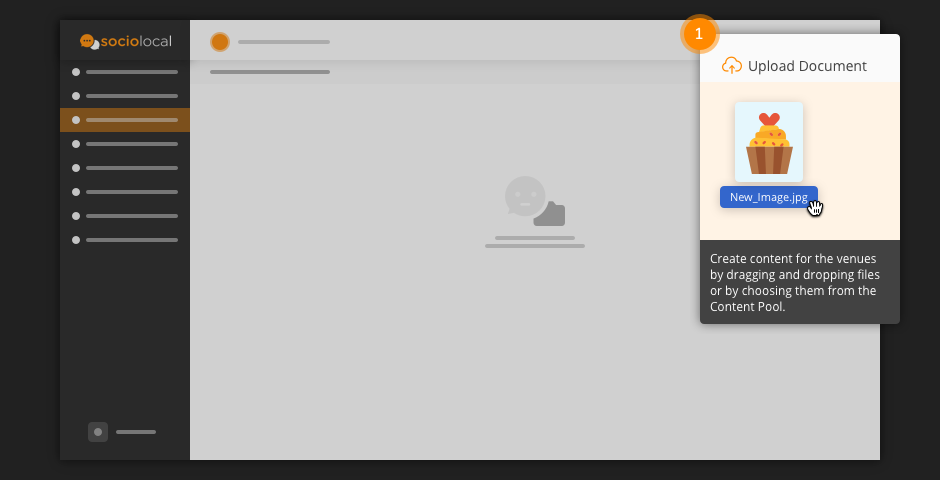 sociolocal
1
Upload Document
New_Image.jpg
Create content for the venues
by dragging and dropping files
or by choosing them from the
Content Pool.